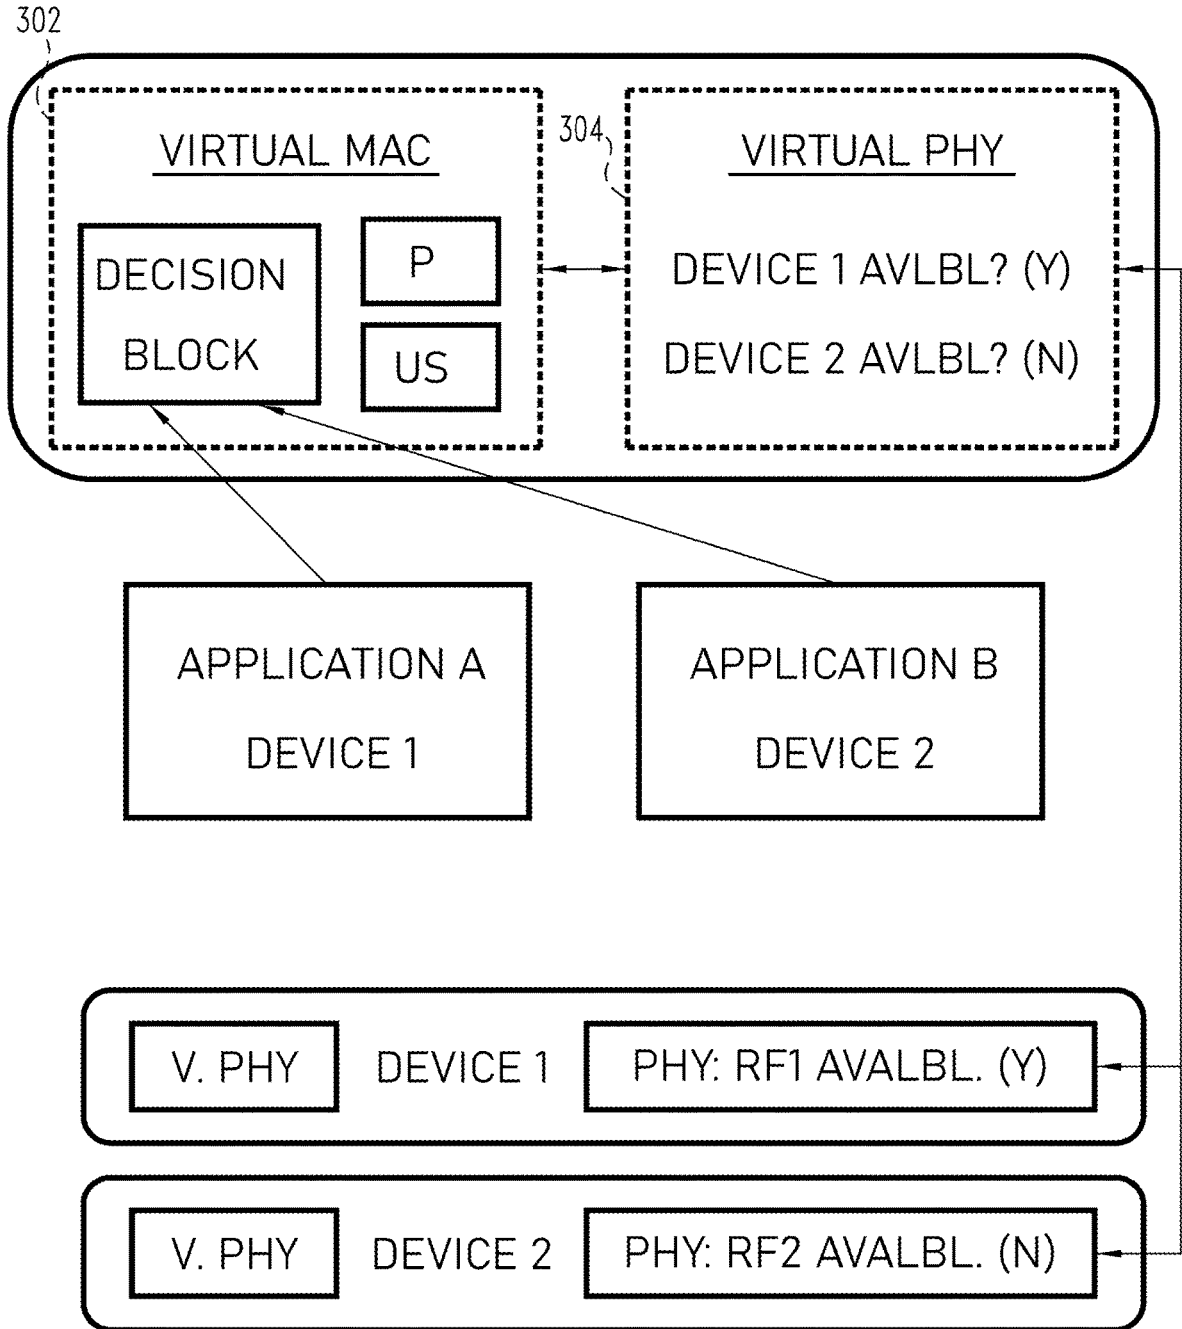 302
VIRTUAL MAC
DECISION
BLOCK
P
US
304
VIRTUAL PHY
DEVICE 1 AVLBL? (Y)
DEVICE 2 AVLBL? (N)
APPLICATION A
DEVICE 1
APPLICATION B
DEVICE 2
V. PHY
DEVICE 1
PHY: RF1 AVALBL. (Y)
V. PHY
DEVICE 2
PHY: RF2 AVALBL. (N)